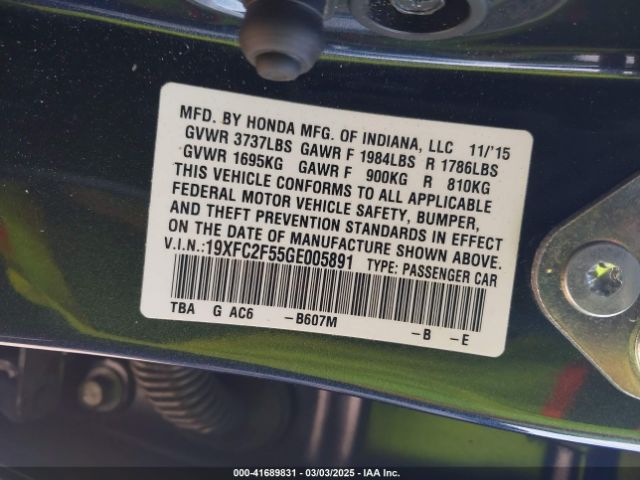 MFD. BY HONDA MFG. OF INDIANA, LLC 11/'15
GVWR 3737LBS GAWR F 1984LBS R 1786LBS
GVWR 1695KG GAWR F 900KG R 810KG
THIS VEHICLE CONFORMS TO ALL APPLICABLE
FEDERAL MOTOR VEHICLE SAFETY, BUMPER,
AND THEFT PREVENTION STANDARDS IN EFFECT
ON THE DATE OF MANUFACTURE SHOWN ABOVE.
V.I.N.:19XFC2F55GE005891 TYPE: PASSENGER CAR
TBA G AC6 -B607M -B -E
000-41689831 - 03/03/2025 - IAA Inc.